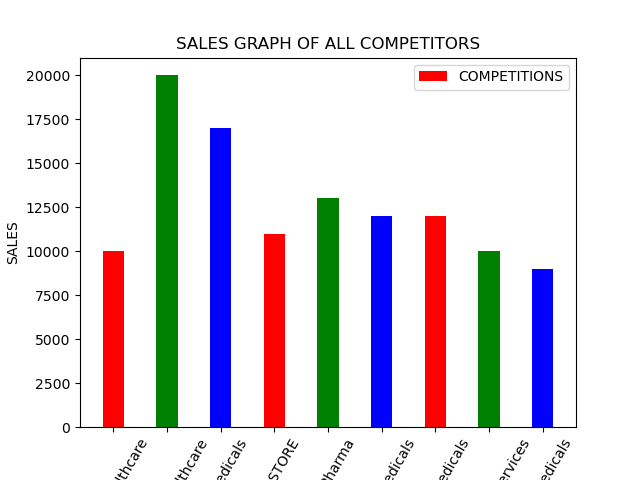 SALES GRAPH OF ALL COMPETITORS
COMPETITIONS
20000
17500
15000
12500
10000
7500
5000
2500
0
SALES
lthcare
lthcare
edicals
STORE
Pharma
edicals
edicals
ervices
edicals